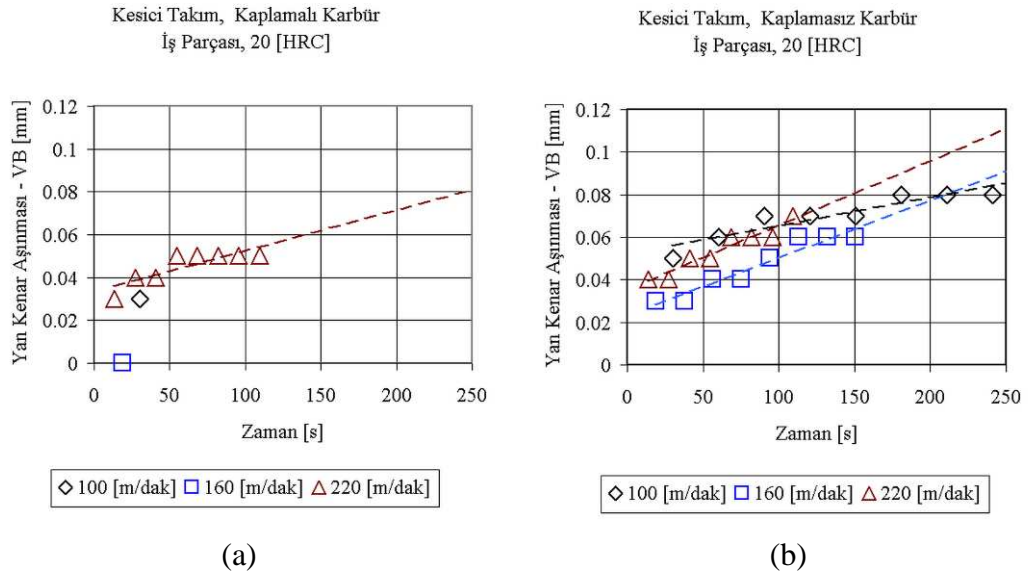 Kesici Takım, Kaplamalı Karbür
İş Parçası, 20 [HRC]
Yan Kenar Aşınması - VB [mm]
0.12
0.1
0.08
0.06
0.04
0.02
0
0 50 100 150 200 250
Zaman [s]
100 [m/dak] 160 [m/dak] 220 [m/dak]
(a)
Kesici Takım, Kaplamasız Karbür
İş Parçası, 20 [HRC]
Yan Kenar Aşınması - VB [mm]
0.12
0.1
0.08
0.06
0.04
0.02
0
0 50 100 150 200 250
Zaman [s]
100 [m/dak] 160 [m/dak] 220 [m/dak]
(b)